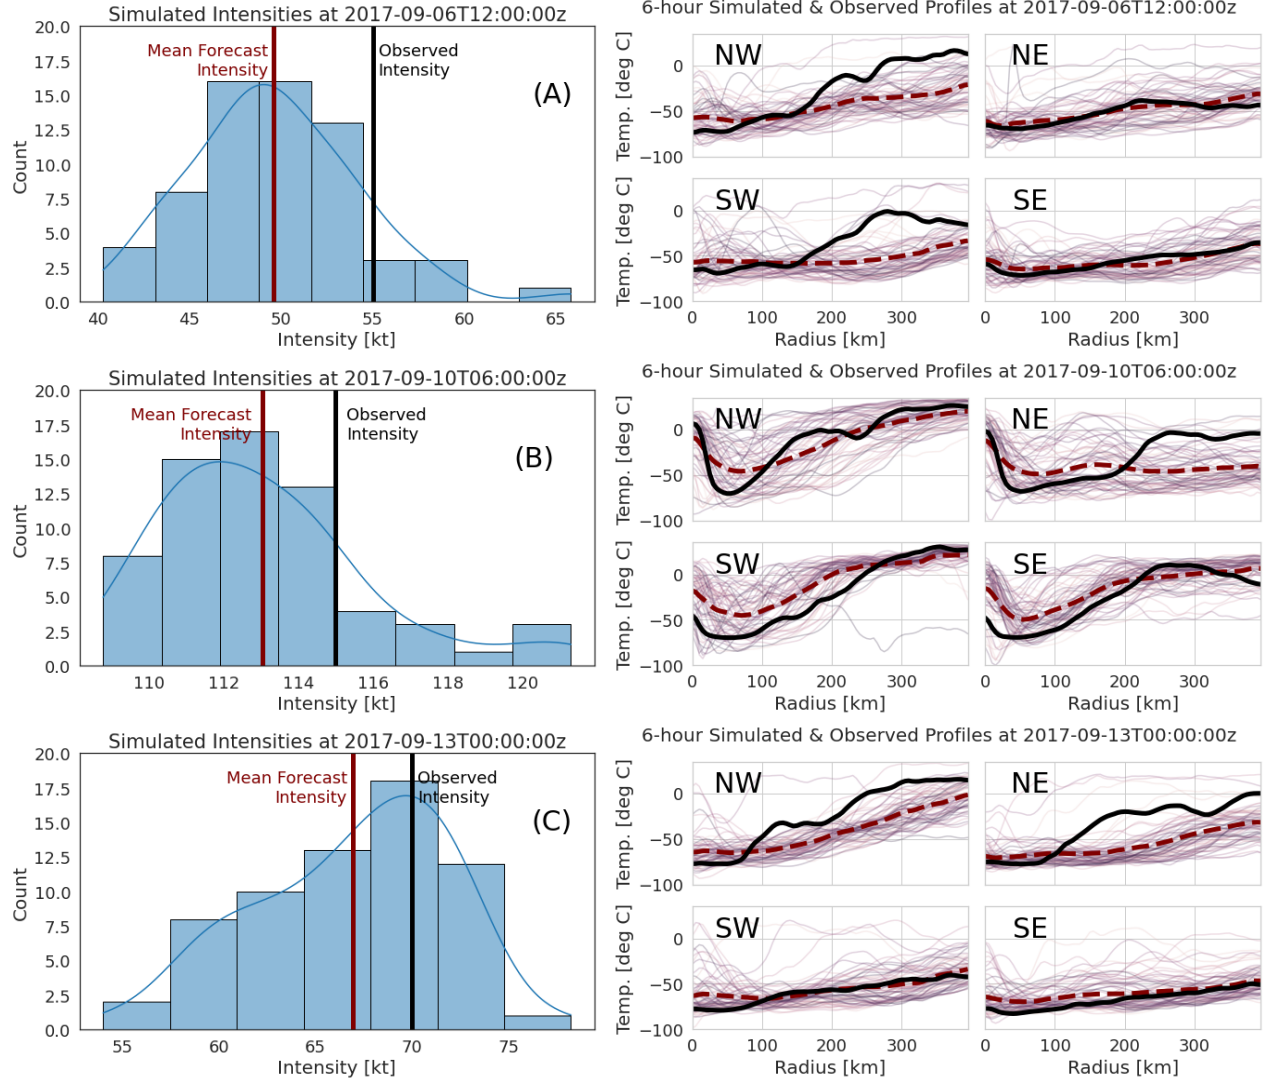 Simulated Intensities at 2017-09-06T12:00:00z
20.0
17.5
15.0
12.5
10.0
7.5
5.0
2.5
0.0
Count
Mean Forecast
Intensity
Observed
Intensity
(A)
40 45 50 55 60 65
Intensity [kt]
6-hour Simulated & Observed Profiles at 2017-09-06T12:00:00z
Temp. [deg C]
0
−50
−100
NW
NE
Temp. [deg C]
0
−50
−100
SW
SE
0 100 200 300
Radius [km]
0 100 200 300
Radius [km]
Simulated Intensities at 2017-09-10T06:00:00z
20.0
17.5
15.0
12.5
10.0
7.5
5.0
2.5
0.0
Count
Mean Forecast
Intensity
Observed
Intensity
(B)
110 112 114 116 118 120
Intensity [kt]
6-hour Simulated & Observed Profiles at 2017-09-10T06:00:00z
Temp. [deg C]
0
−50
−100
NW
NE
Temp. [deg C]
0
−50
−100
SW
SE
0 100 200 300
Radius [km]
0 100 200 300
Radius [km]
Simulated Intensities at 2017-09-13T00:00:00z
20.0
17.5
15.0
12.5
10.0
7.5
5.0
2.5
0.0
Count
Mean Forecast
Intensity
Observed
Intensity
(C)
55 60 65 70 75
Intensity [kt]
6-hour Simulated & Observed Profiles at 2017-09-13T00:00:00z
Temp. [deg C]
0
−50
−100
NW
NE
Temp. [deg C]
0
−50
−100
SW
SE
0 100 200 300
Radius [km]
0 100 200 300
Radius [km]